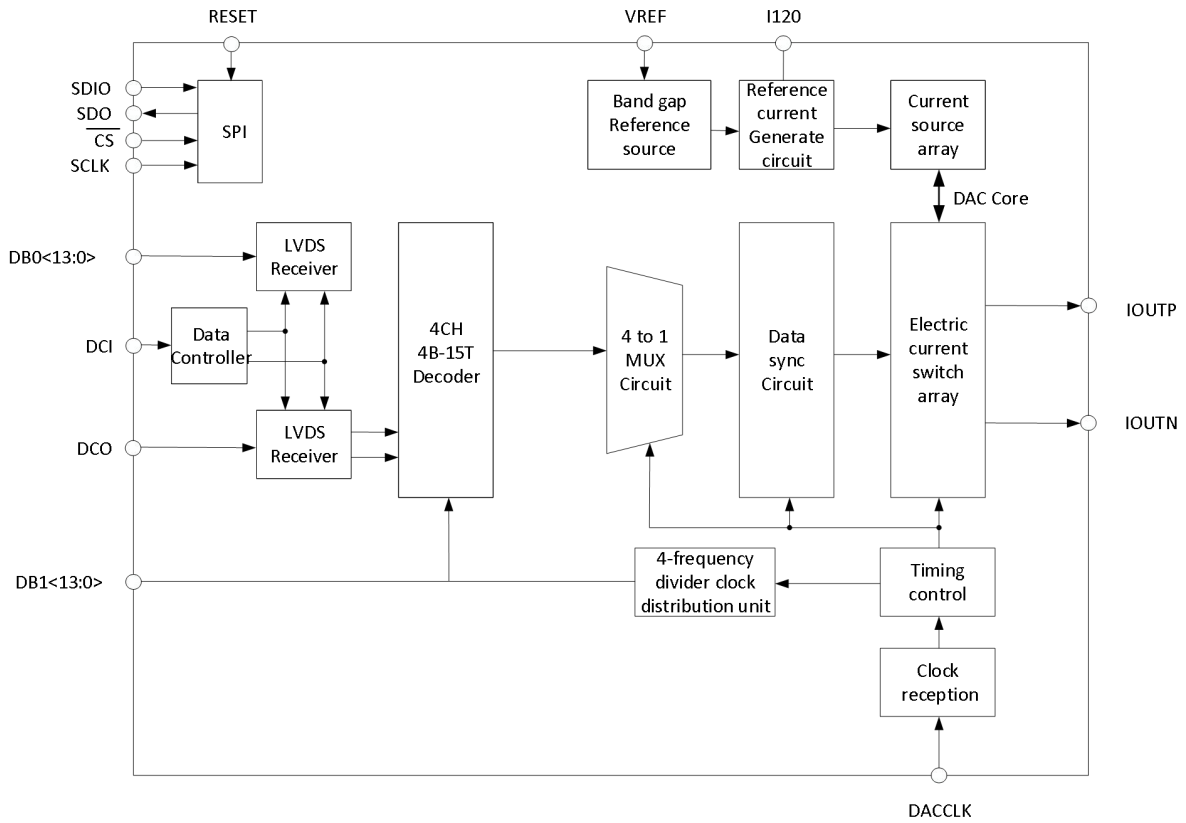 RESET
VREF
I120
SDIO
SDO
CS
SCLK
SPI
Band gap
Reference
source
Reference
current
Generate
circuit
Current
source
array
DAC Core
DB0<13:0>
LVDS
Receiver
DCI
Data
Controller
DCO
LVDS
Receiver
4CH
4B-15T
Decoder
4 to 1
MUX
Circuit
Data
sync
Circuit
Electric
current
switch
array
IOUTP
IOUTN
DB1<13:0>
4-frequency
divider clock
distribution unit
Timing
control
Clock
reception
DACCLK